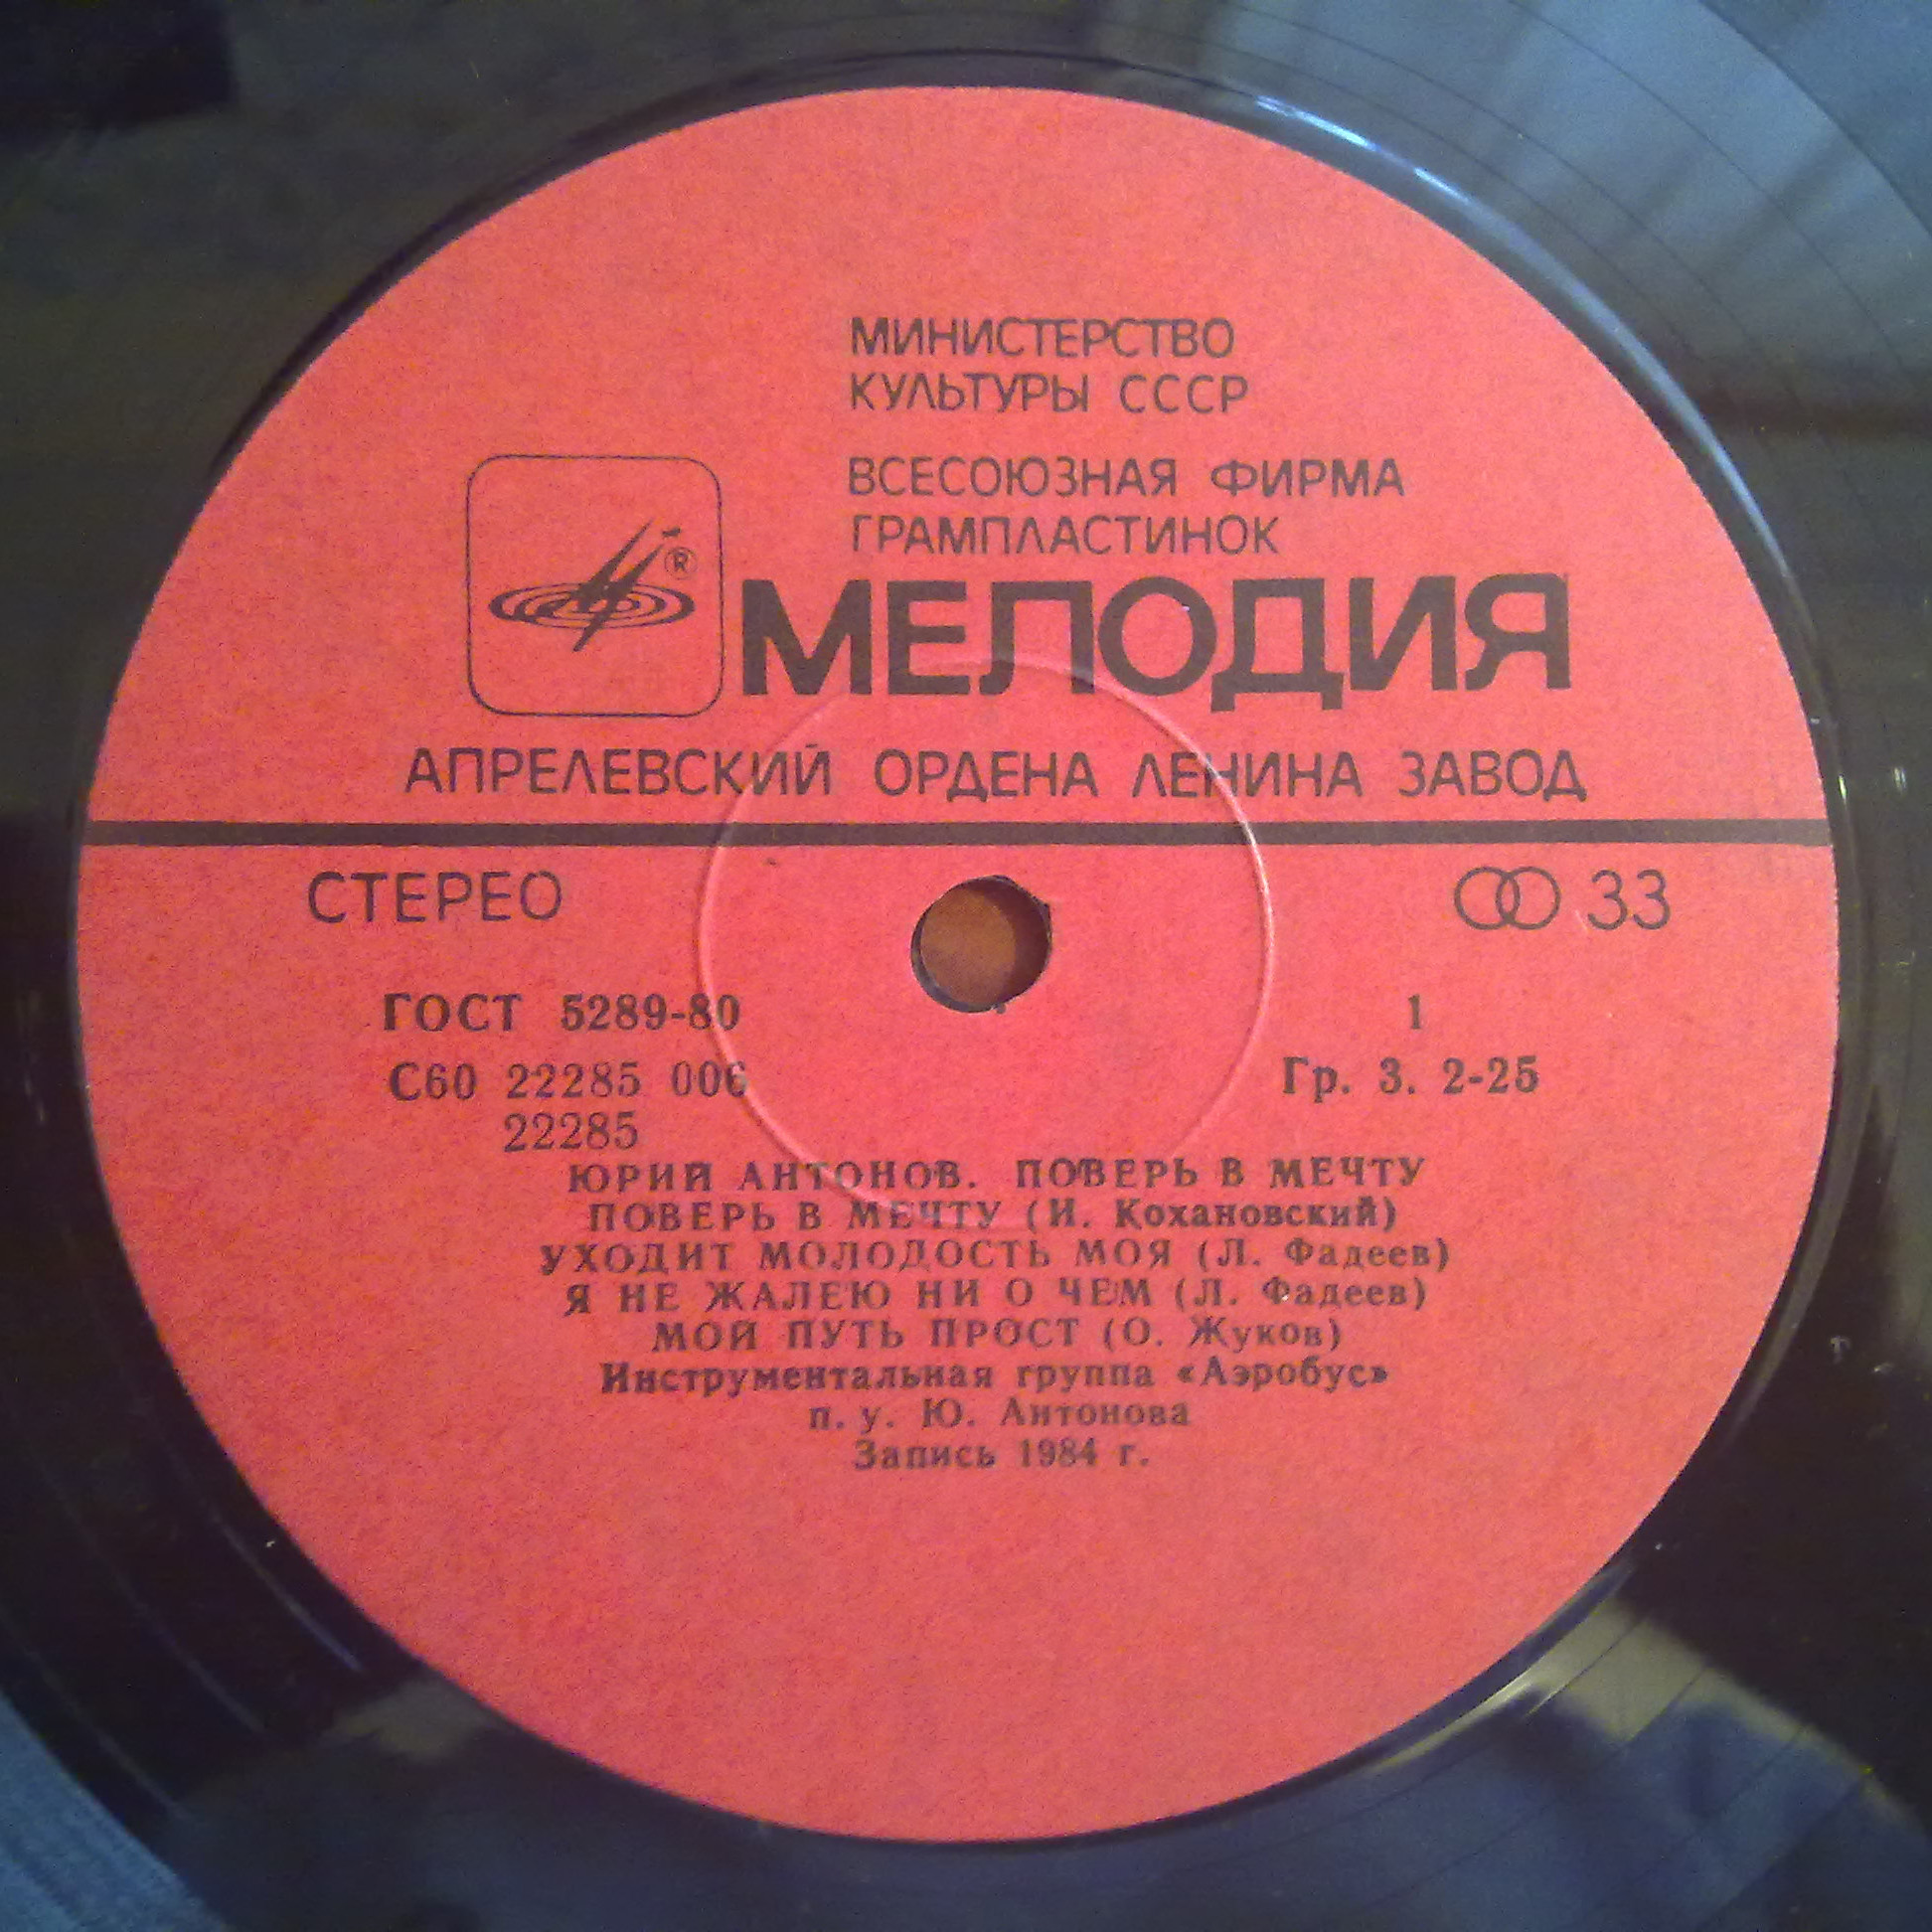 МИНИСТЕРСТВО
КУЛЬТУРЫ СССР
ВСЕСОЮЗНАЯ ФИРМА
ГРАМПЛАСТИНОК
®
МЕЛОДИЯ
АПРЕЛЕВСКИЙ ОРДЕНА ЛЕНИНА ЗАВОД
СТЕРЕО 33
ГОСТ 5289-80 1
С60 22285 006 Гр. 3. 2-25
22285
ЮРИЙ АНТОНОВ. ПОВЕРЬ В МЕЧТУ
ПОВЕРЬ В МЕЧТУ (И. Кохановский)
УХОДИТ МОЛОДОСТЬ МОЯ (Л. Фадеев)
Я НЕ ЖАЛЕЮ НИ О ЧЕМ (Л. Фадеев)
МОЙ ПУТЬ ПРОСТ (О. Жуков)
Инструментальная группа «Аэробус»
п. у. Ю. Антонова
Запись 1984 г.